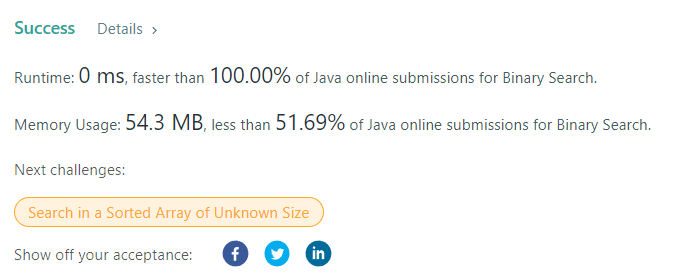 Success Details >
Runtime: 0 ms, faster than 100.00% of Java online submissions for Binary Search.
Memory Usage: 54.3 MB, less than 51.69% of Java online submissions for Binary Search.
Next challenges:
Search in a Sorted Array of Unknown Size
Show off your acceptance: f in